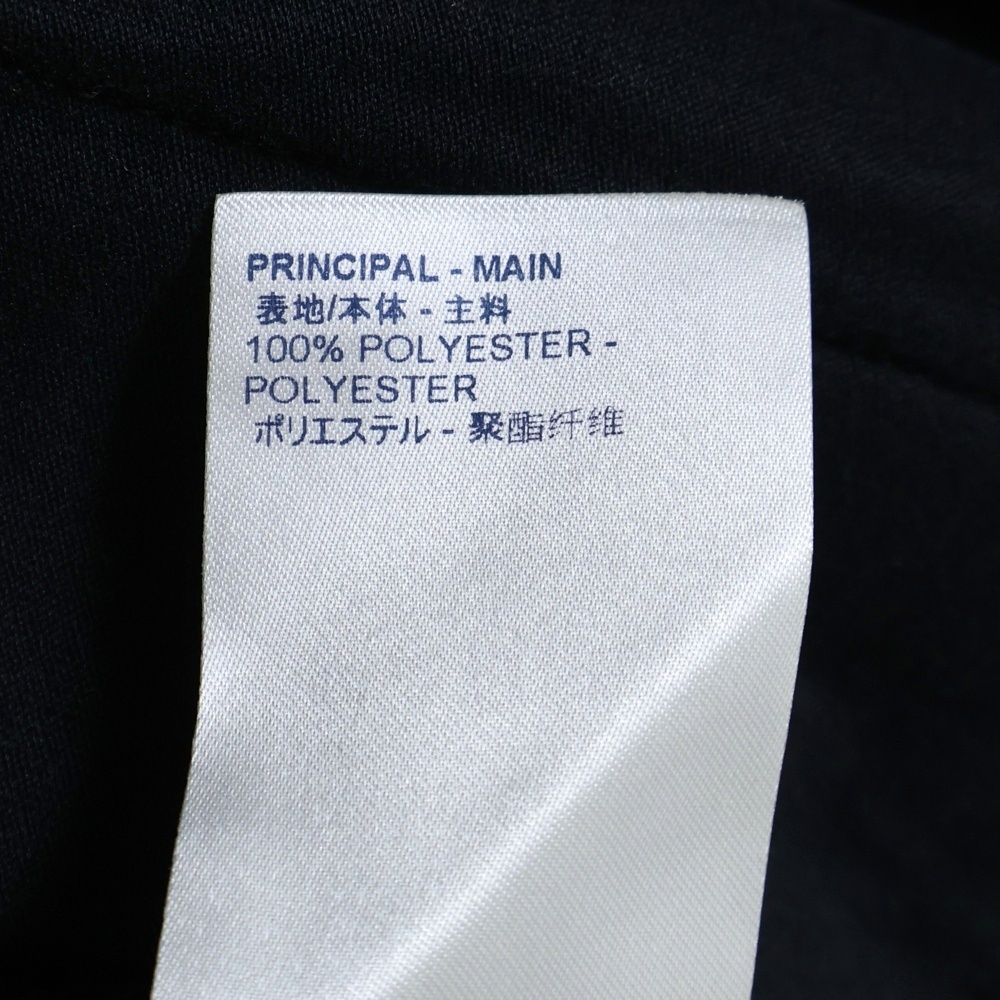 PRINCIPAL - MAIN
表地/本体 - 主料
100% POLYESTER -
POLYESTER
ポリエステル - 聚酯纤维